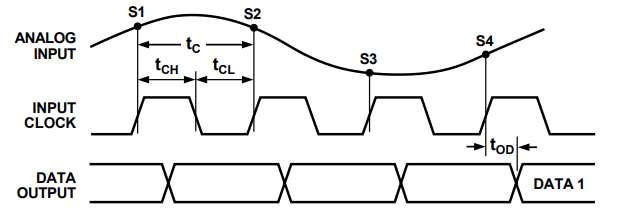 S1
S2
S3
S4
ANALOG
INPUT
tC
tCH
tCL
INPUT
CLOCK
tOD
DATA
OUTPUT
DATA 1